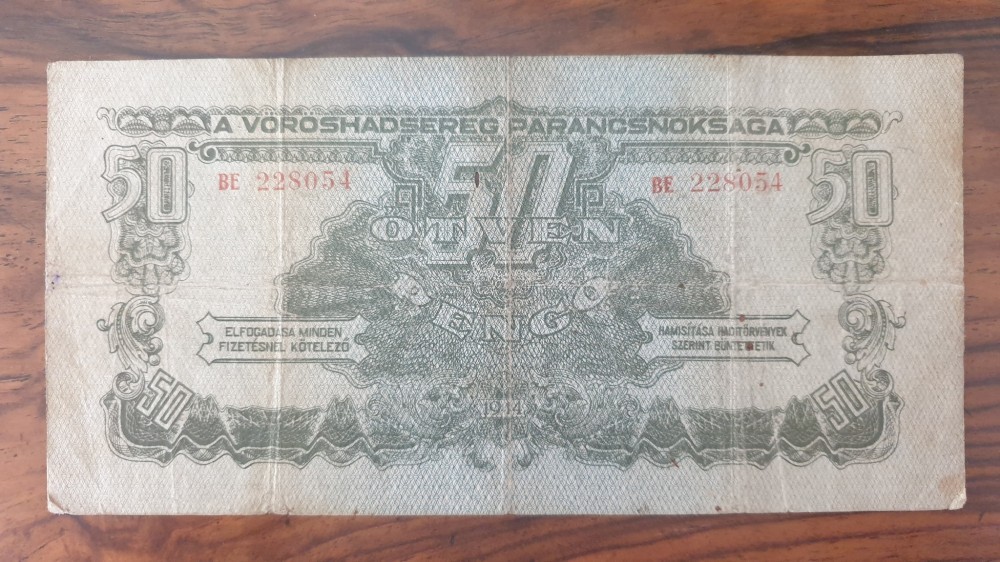 A VÖRÖSHADSEREG PARANCSNOKSÁGA
50 50 50
BE 228054 BE 228054
ÖTVEN
PENGŐ
ELFOGADÁSA MINDEN
FIZETÉSNÉL KÖTELEZŐ
HAMISÍTÁSA HADITÖRVÉNYEK
SZERINT BÜNTETTETIK
1944
50 50